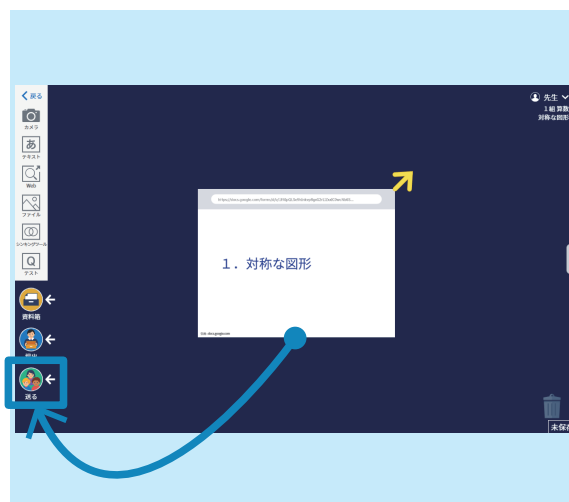 戻る
カメラ
あ
テキスト
Web
ファイル
シンキングツール
Q
テスト
資料箱
提出
送る
先生
1組 算数
対称な図形
１．対称な図形
未保存